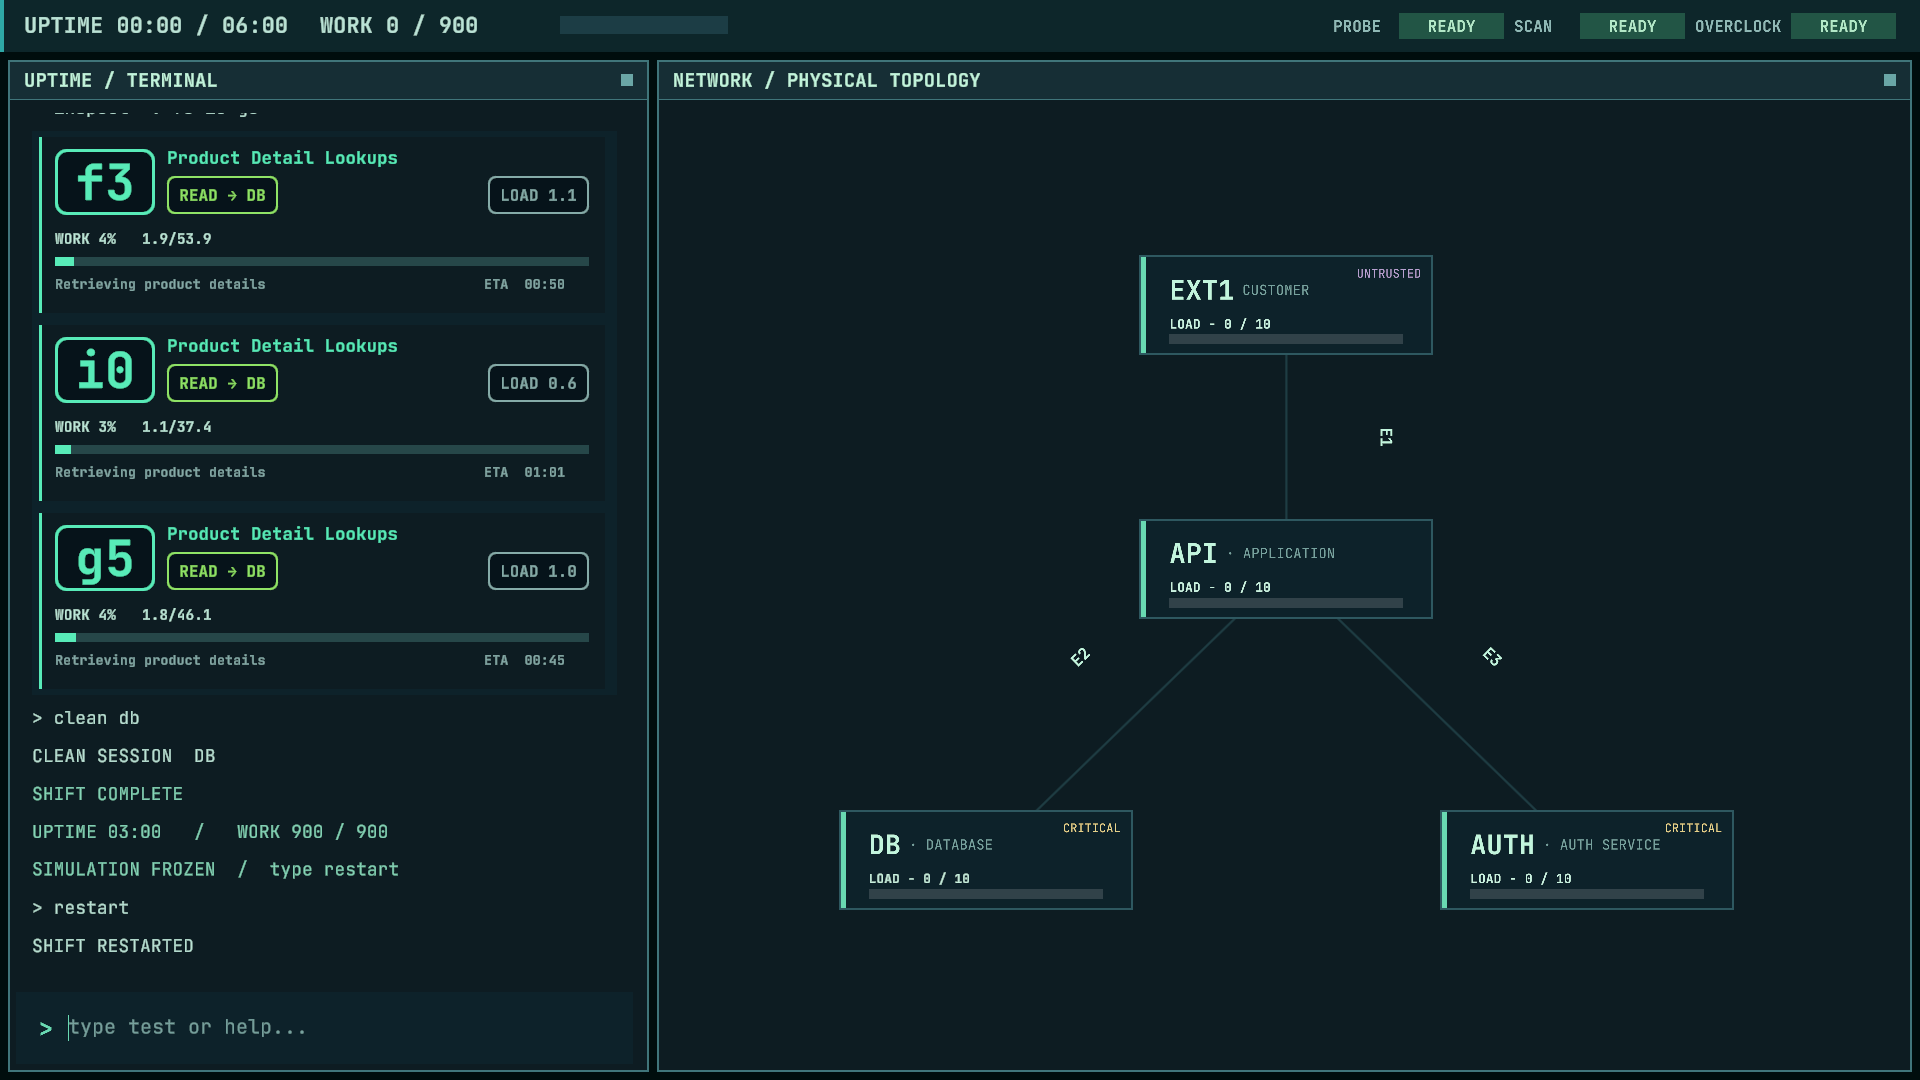 UPTIME 00:00 / 06:00 WORK 0 / 900
PROBE READY SCAN READY OVERCLOCK READY
UPTIME / TERMINAL
f3 Product Detail Lookups
READ → DB LOAD 1.1
WORK 4% 1.9/53.9
Retrieving product details ETA 00:50
i0 Product Detail Lookups
READ → DB LOAD 0.6
WORK 3% 1.1/37.4
Retrieving product details ETA 01:01
g5 Product Detail Lookups
READ → DB LOAD 1.0
WORK 4% 1.8/46.1
Retrieving product details ETA 00:45
> clean db
CLEAN SESSION DB
SHIFT COMPLETE
UPTIME 03:00 / WORK 900 / 900
SIMULATION FROZEN / type restart
> restart
SHIFT RESTARTED
> type test or help...
NETWORK / PHYSICAL TOPOLOGY
UNTRUSTED
EXT1 CUSTOMER
LOAD - 0 / 10
E1
API · APPLICATION
LOAD - 0 / 10
E2
E3
CRITICAL
DB · DATABASE
LOAD - 0 / 10
CRITICAL
AUTH · AUTH SERVICE
LOAD - 0 / 10